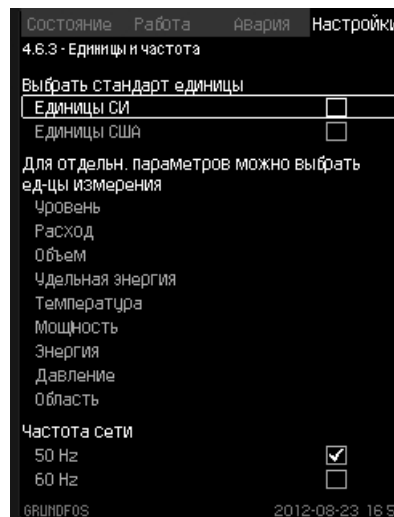 Состояние Работа Авария Настройки
4.6.3 - Единицы и частота
Выбрать стандарт единицы
Единицы СИ
Единицы США
Для отдельн. параметров можно выбрать
ед-цы измерения
Уровень
Расход
Объем
Удельная энергия
Температура
Мощность
Энергия
Давление
Область
Частота сети
50 Hz
60 Hz
GRUNDFOS 2012-08-23 16:5